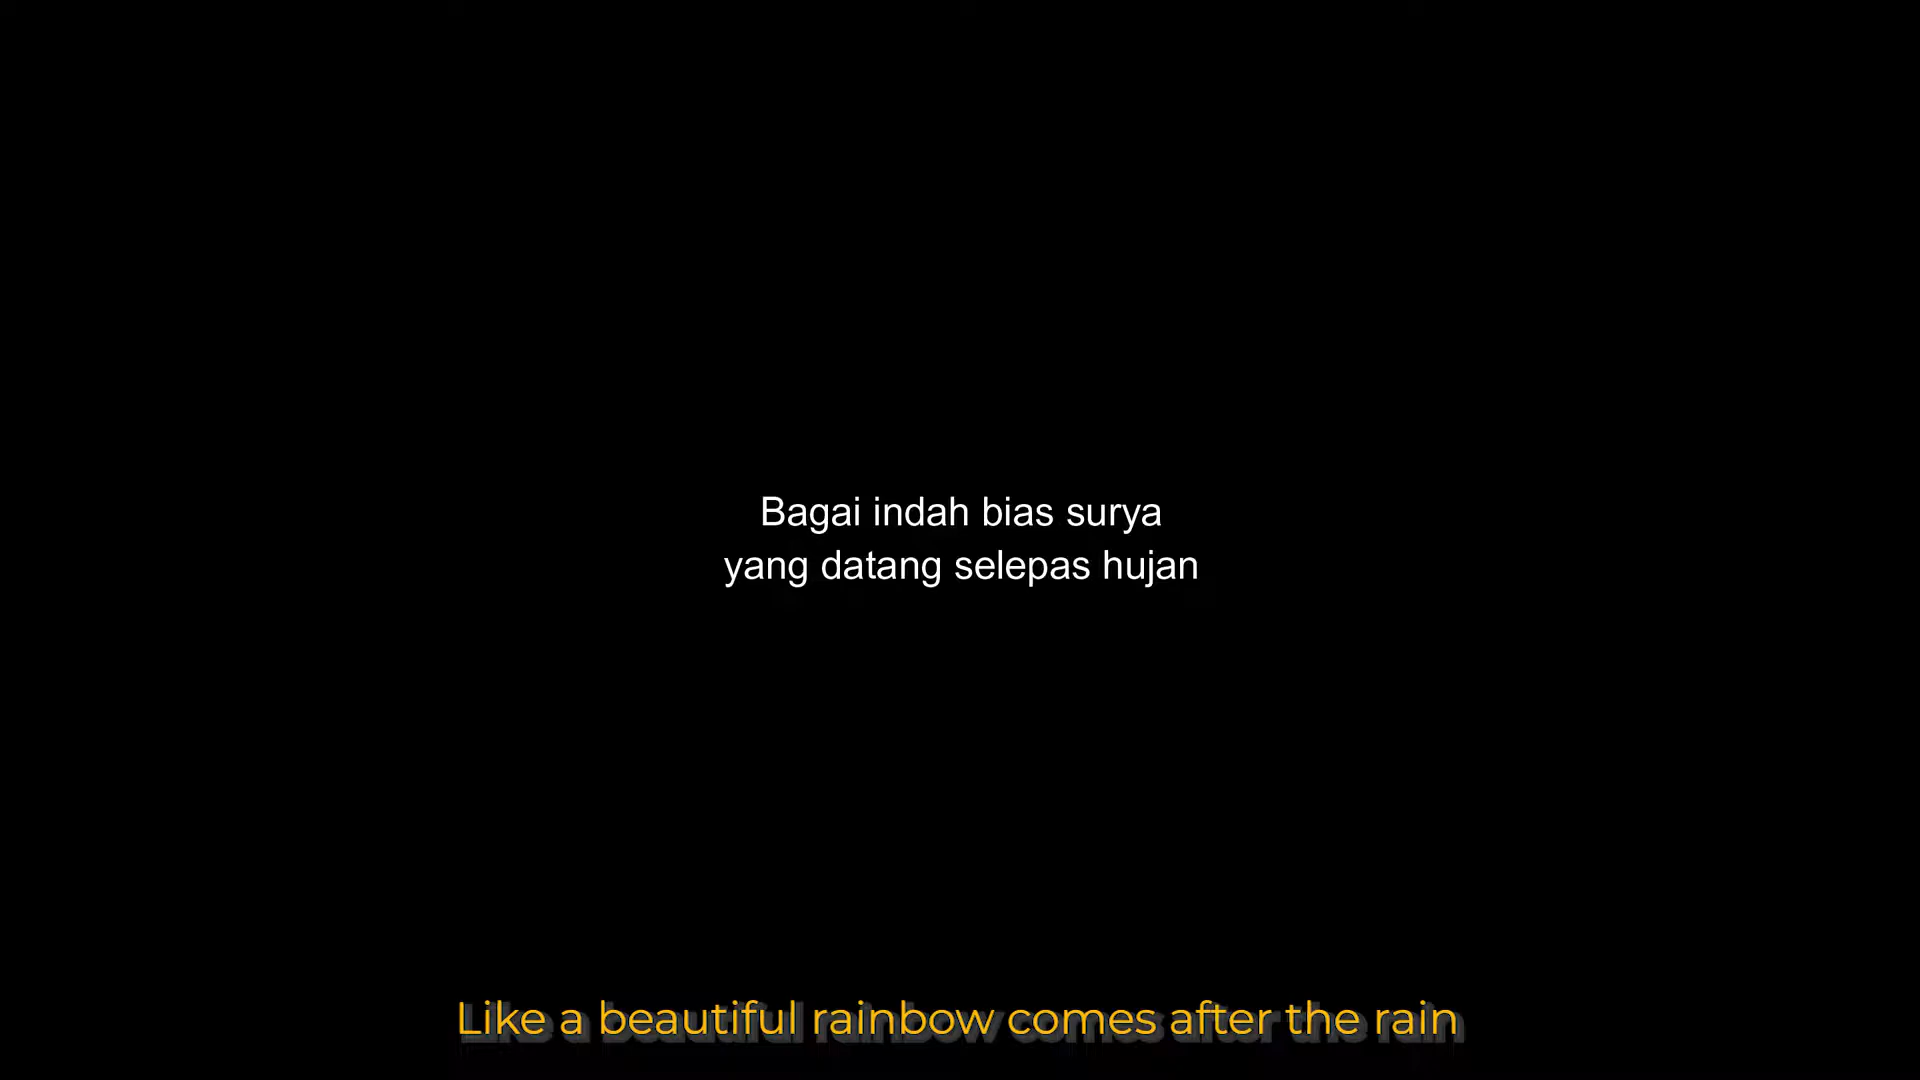 Bagai indah bias surya
yang datang selepas hujan
Like a beautiful rainbow comes after the rain